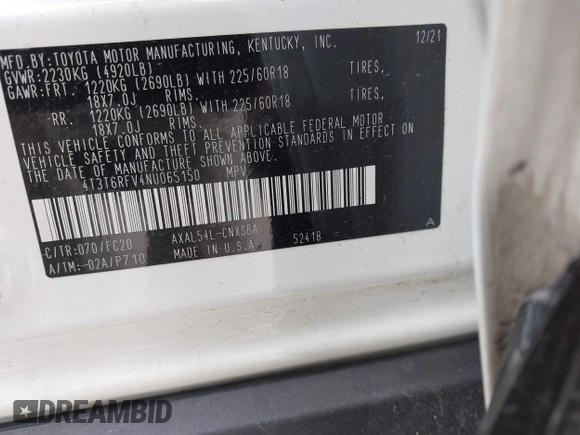 MFD.BY:TOYOTA MOTOR MANUFACTURING, KENTUCKY, INC. 12/21
GVWR:2230KG (4920LB)
GAWR:FRT. 1220KG (2690LB) WITH 225/60R18 TIRES,
18X7.0J RIMS.
RR. 1220KG (2690LB) WITH 225/60R18 TIRES,
18X7.0J RIMS.
THIS VEHICLE CONFORMS TO ALL APPLICABLE FEDERAL MOTOR
VEHICLE SAFETY AND THEFT PREVENTION STANDARDS IN EFFECT ON
THE DATE OF MANUFACTURE SHOWN ABOVE.
4T3T6RFV4NU065150 MPV
C/TR:070/FC20 AXAL54L-CNXSBA A
A/TM:-02A/P710 MADE IN U.S.A. 52418
DREAMBID